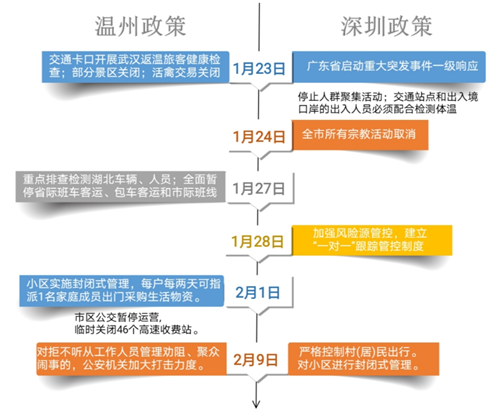 温州政策
深圳政策
交通卡口开展武汉返温旅客健康检
查；部分景区关闭；活禽交易关闭
1月23日
广东省启动重大突发事件一级响应
停止人群聚集活动；交通站点和出入境
口岸的出入人员必须配合检测体温
1月24日
全市所有宗教活动取消
重点排查检测湖北车辆、人员；全面暂
停省际班车客运、包车客运和市际班线
1月27日
1月28日
加强风险源管控，建立
“一对一”跟踪管控制度
小区实施封闭式管理，每户每两天可指
派1名家庭成员出门采购生活物资。
2月1日
市区公交暂停运营，
临时关闭46个高速收费站。
对拒不听从工作人员管理劝阻、聚众
闹事的，公安机关加大打击力度。
2月9日
严格控制村(居)民出行。
对小区进行封闭式管理。